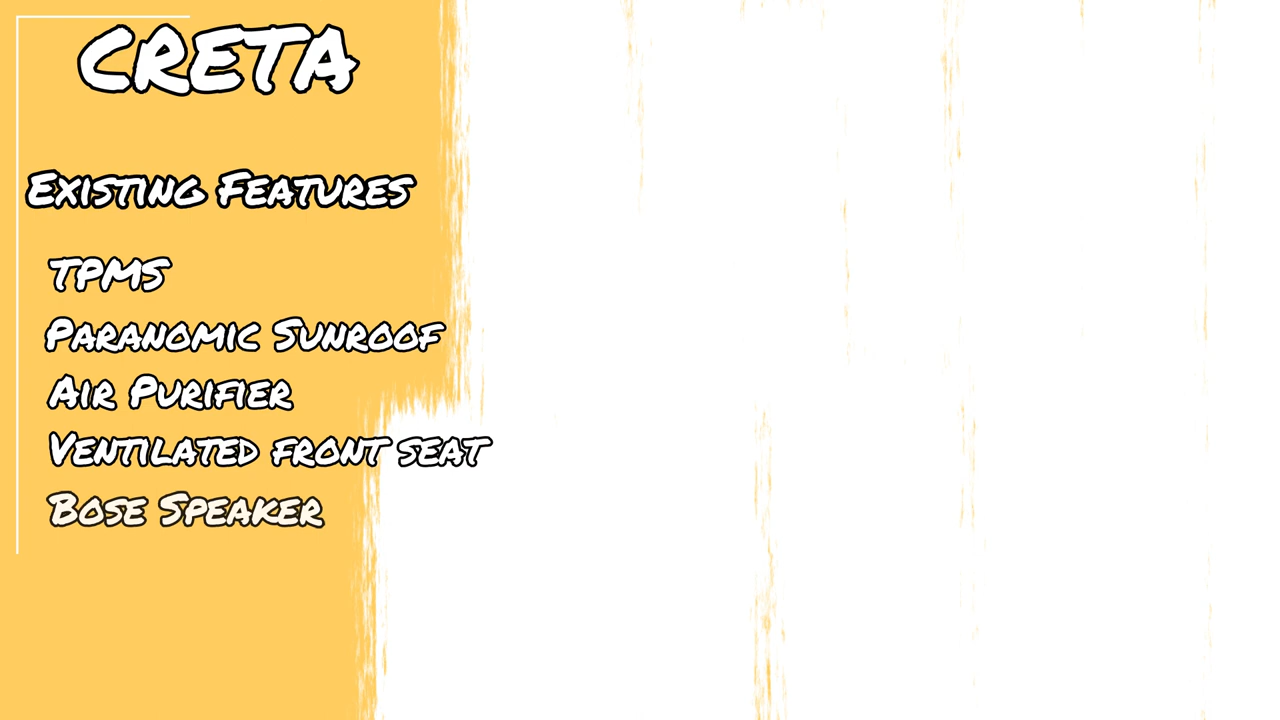 CRETA
Existing Features
TPMS
Paranomic Sunroof
Air Purifier
Ventilated front seat
Bose Speaker